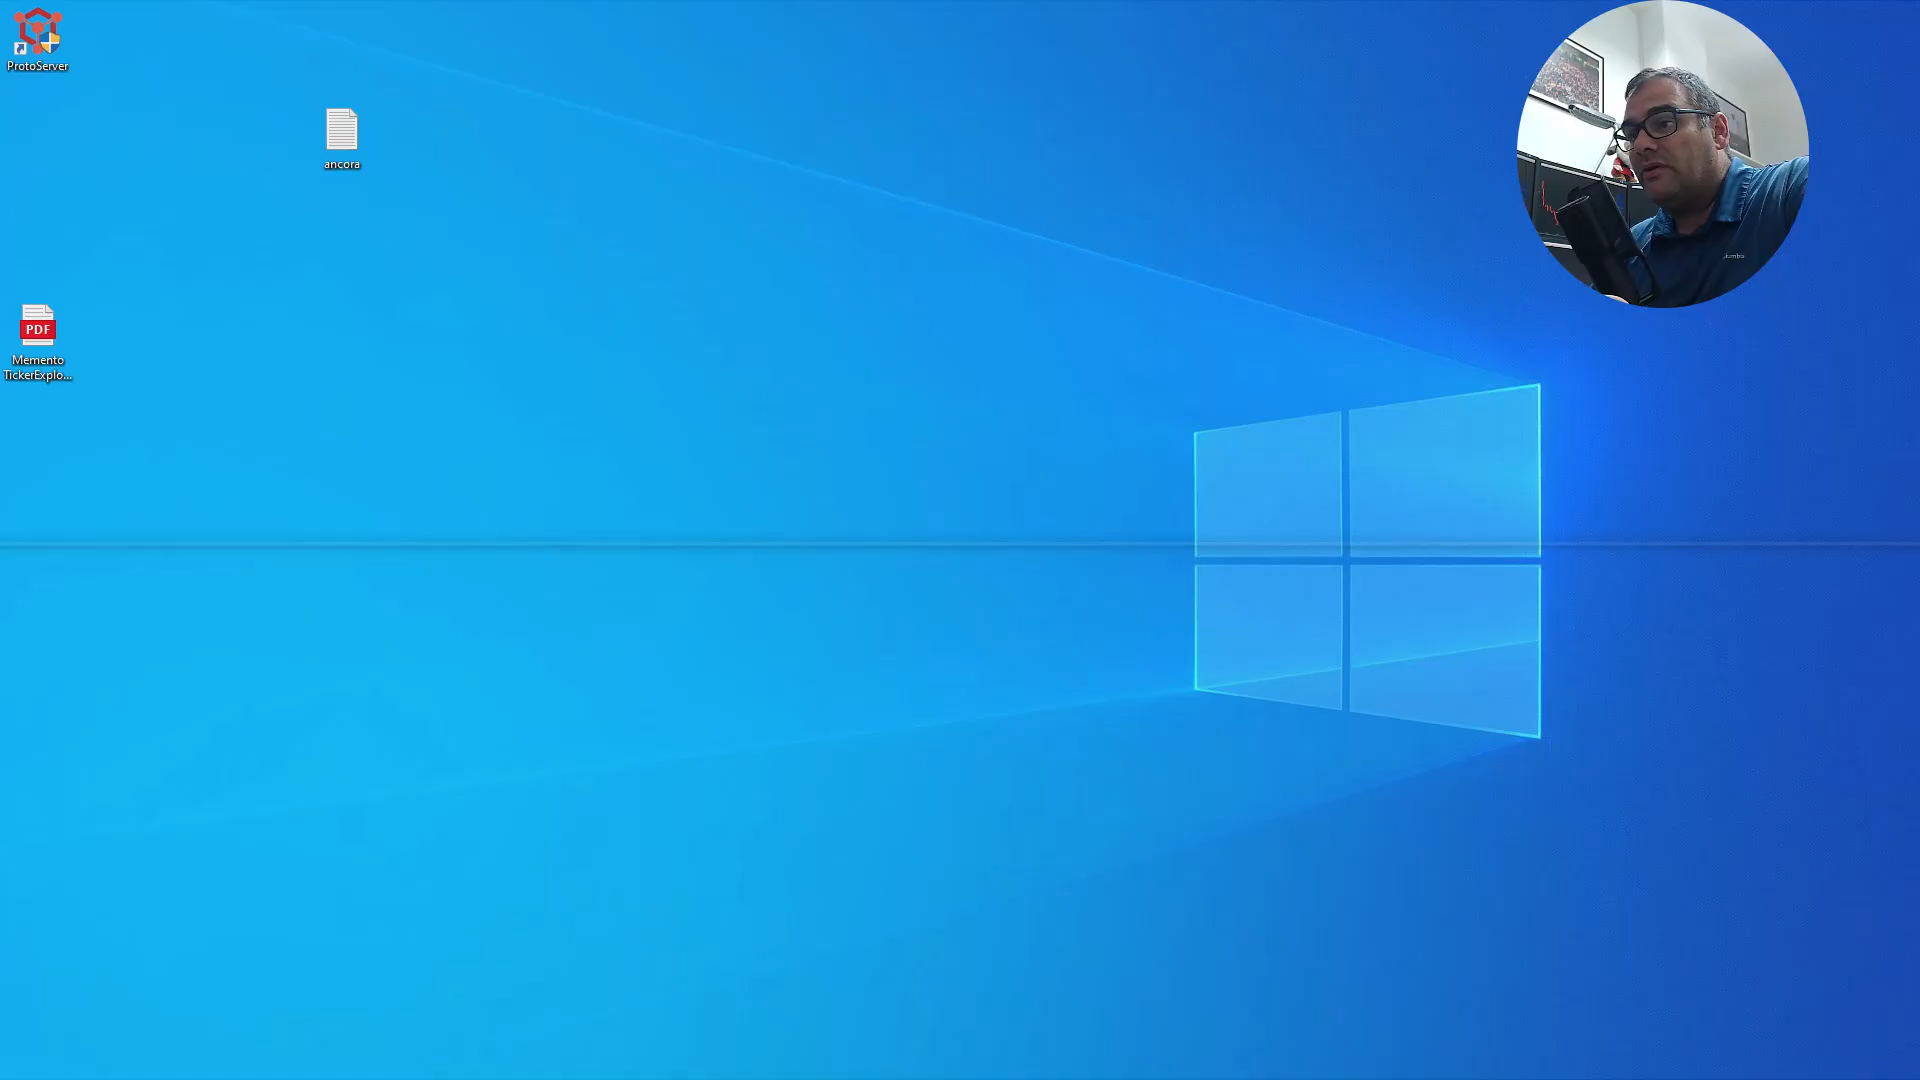 ProtoServer
ancora
PDF
Memento
TickerExplo...